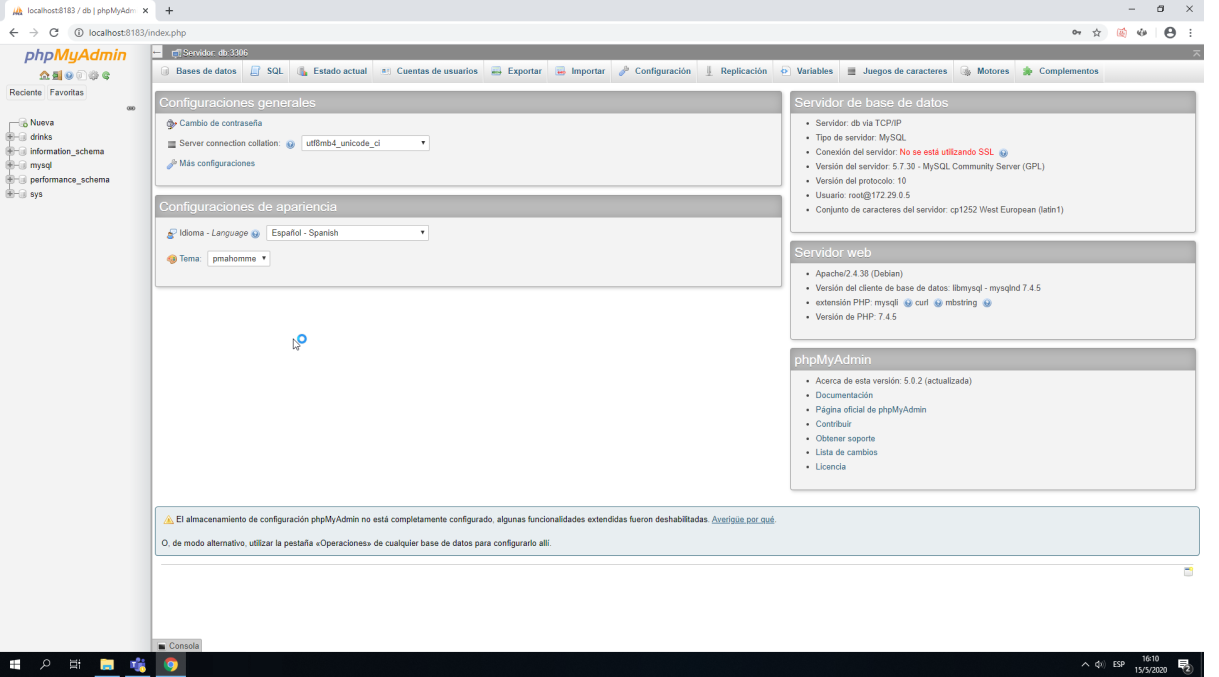 localhost:8183 / db | phpMyAdm
localhost:8183/index.php
phpMyAdmin
Reciente Favoritas
Nueva
drinks
information_schema
mysql
performance_schema
sys
Servidor: db:3306
Bases de datos SQL Estado actual Cuentas de usuarios Exportar Importar Configuración Replicación Variables Juegos de caracteres Motores Complementos
Configuraciones generales
Cambio de contraseña
Server connection collation: utf8mb4_unicode_ci
Más configuraciones
Configuraciones de apariencia
Idioma - Language Español - Spanish
Tema: pmahomme
Servidor de base de datos
• Servidor: db via TCP/IP
• Tipo de servidor: MySQL
• Conexión del servidor: No se está utilizando SSL
• Versión del servidor: 5.7.30 - MySQL Community Server (GPL)
• Versión del protocolo: 10
• Usuario: root@172.29.0.5
• Conjunto de caracteres del servidor: cp1252 West European (latin1)
Servidor web
• Apache/2.4.38 (Debian)
• Versión del cliente de base de datos: libmysql - mysqlnd 7.4.5
• extensión PHP: mysqli curl mbstring
• Versión de PHP: 7.4.5
phpMyAdmin
• Acerca de esta versión: 5.0.2 (actualizada)
• Documentación
• Página oficial de phpMyAdmin
• Contribuir
• Obtener soporte
• Lista de cambios
• Licencia
El almacenamiento de configuración phpMyAdmin no está completamente configurado, algunas funcionalidades extendidas fueron deshabilitadas. Averigüe por qué.
O, de modo alternativo, utilizar la pestaña «Operaciones» de cualquier base de datos para configurarlo allí.
Consola
ESP
16:10
15/5/2020